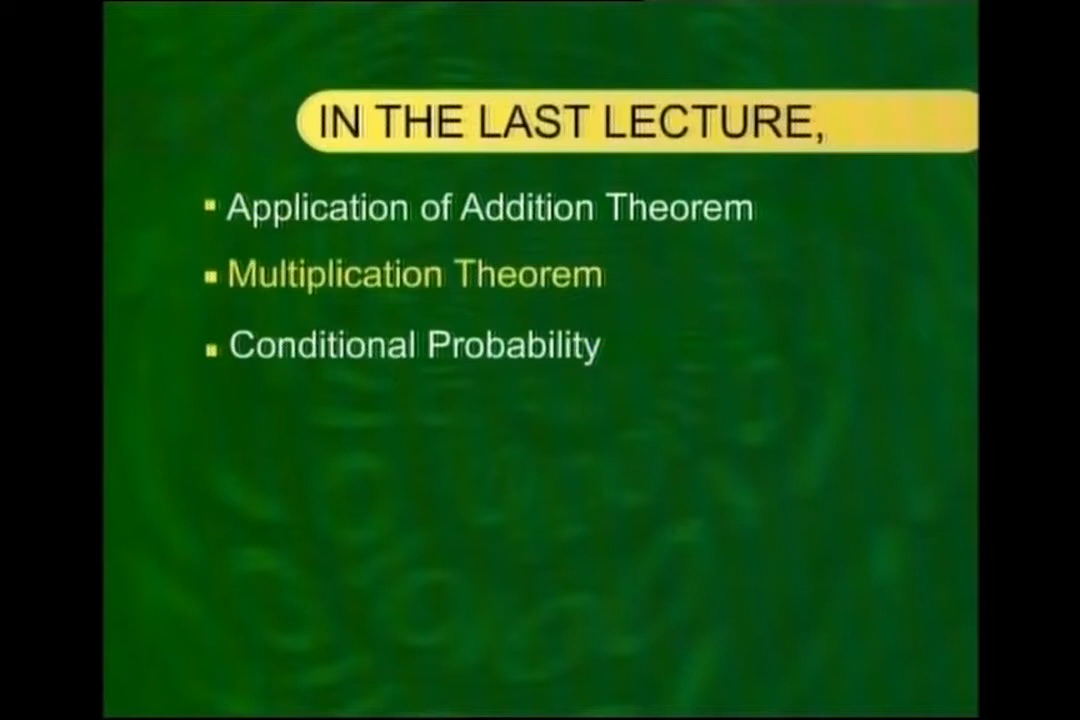 IN THE LAST LECTURE,
Application of Addition Theorem
Multiplication Theorem
Conditional Probability